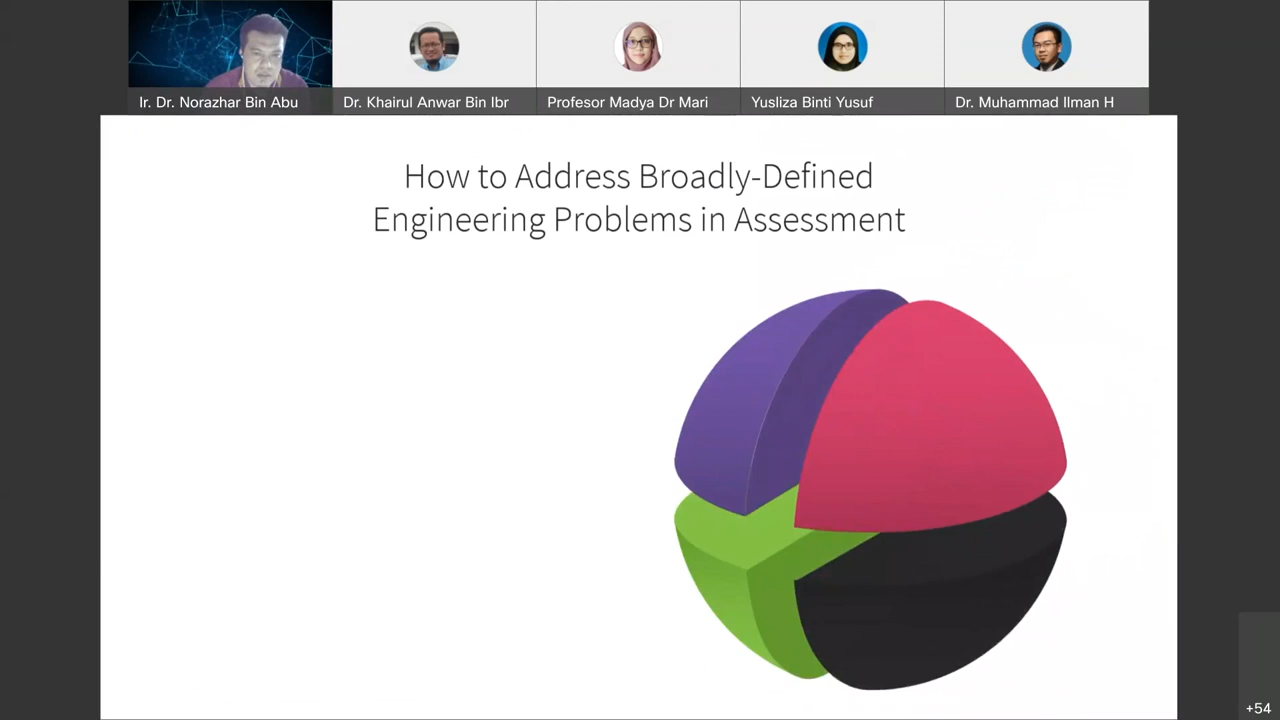 Ir. Dr. Norazhar Bin Abu
Dr. Khairul Anwar Bin Ibr
Profesor Madya Dr Mari
Yusliza Binti Yusuf
Dr. Muhammad Ilman H
How to Address Broadly-Defined
Engineering Problems in Assessment
+54